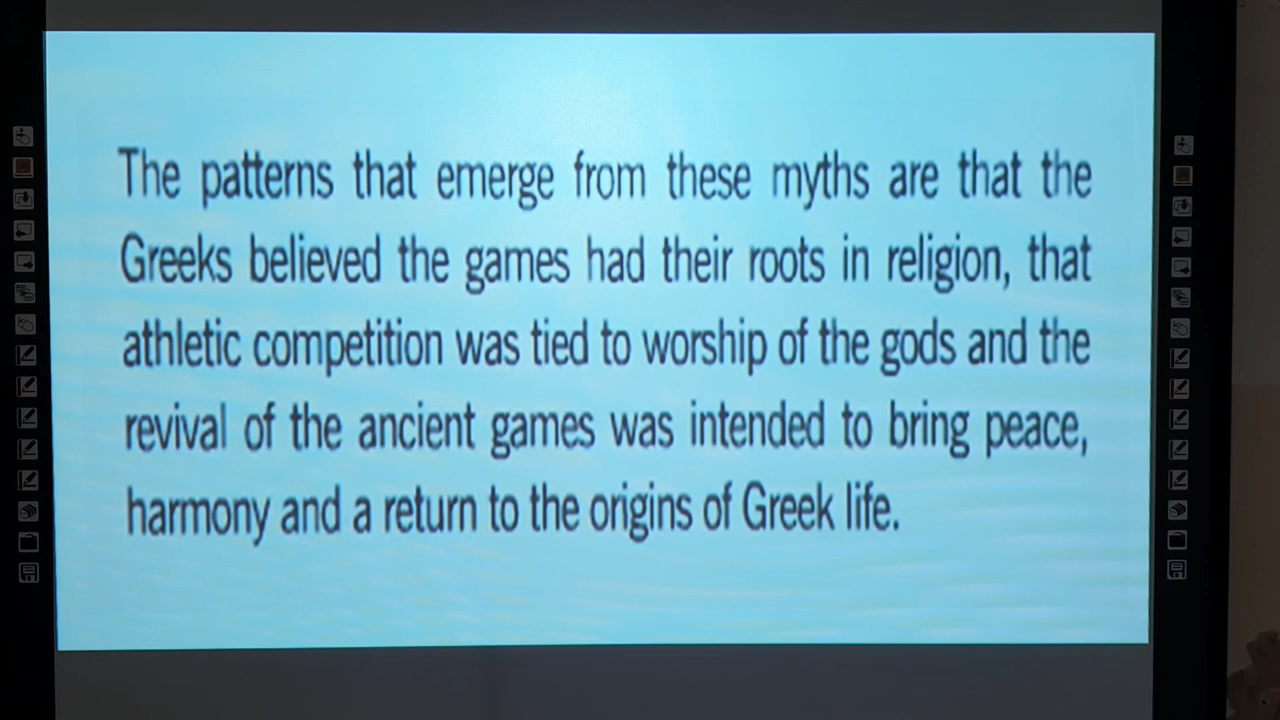 The patterns that emerge from these myths are that the
Greeks believed the games had their roots in religion, that
athletic competition was tied to worship of the gods and the
revival of the ancient games was intended to bring peace,
harmony and a return to the origins of Greek life.